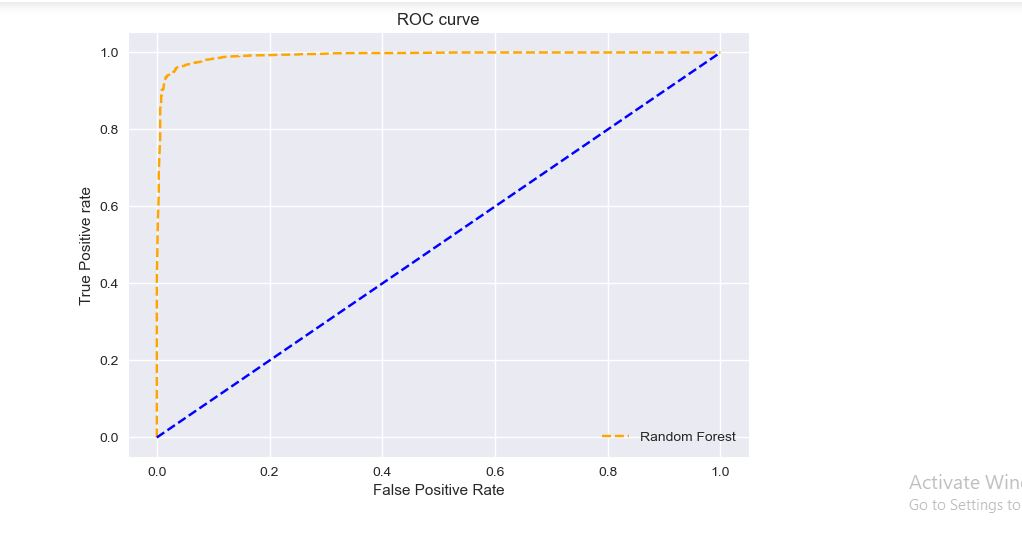 ROC curve
1.0
0.8
0.6
0.4
0.2
0.0
True Positive rate
Random Forest
0.0 0.2 0.4 0.6 0.8 1.0
False Positive Rate
Activate Win
Go to Settings to